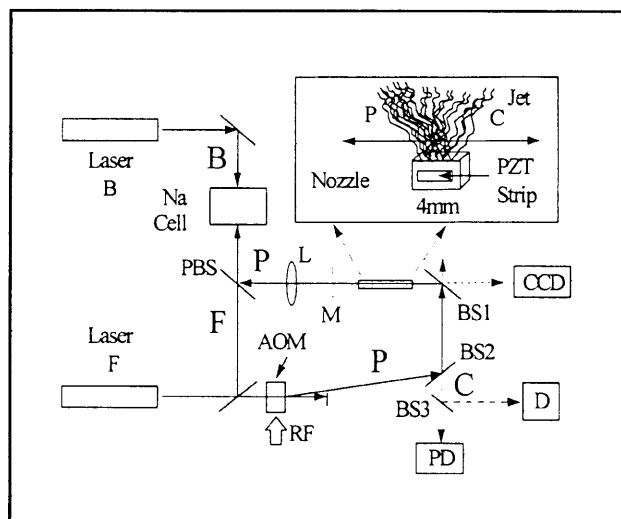 Jet
P
C
Nozzle
PZT
Strip
4mm
Laser
B
B
Na
Cell
PBS
P
L
M
BS1
CCD
F
Laser
F
AOM
P
BS2
C
BS3
D
RF
PD